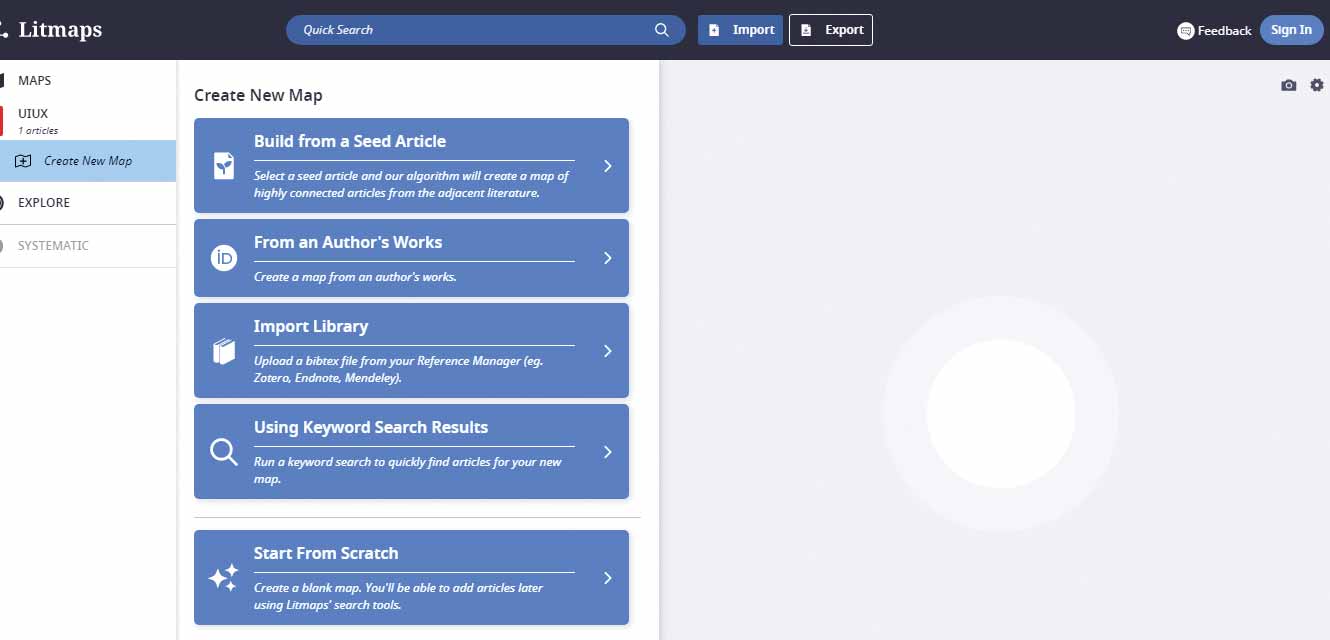 Litmaps
Quick Search
Import
Export
Feedback
Sign In
MAPS
UIUX
1 articles
Create New Map
EXPLORE
SYSTEMATIC
Create New Map
Build from a Seed Article
Select a seed article and our algorithm will create a map of
highly connected articles from the adjacent literature.
iD
From an Author's Works
Create a map from an author's works.
Import Library
Upload a bibtex file from your Reference Manager (eg.
Zotero, Endnote, Mendeley).
Using Keyword Search Results
Run a keyword search to quickly find articles for your new
map.
Start From Scratch
Create a blank map. You'll be able to add articles later
using Litmaps' search tools.